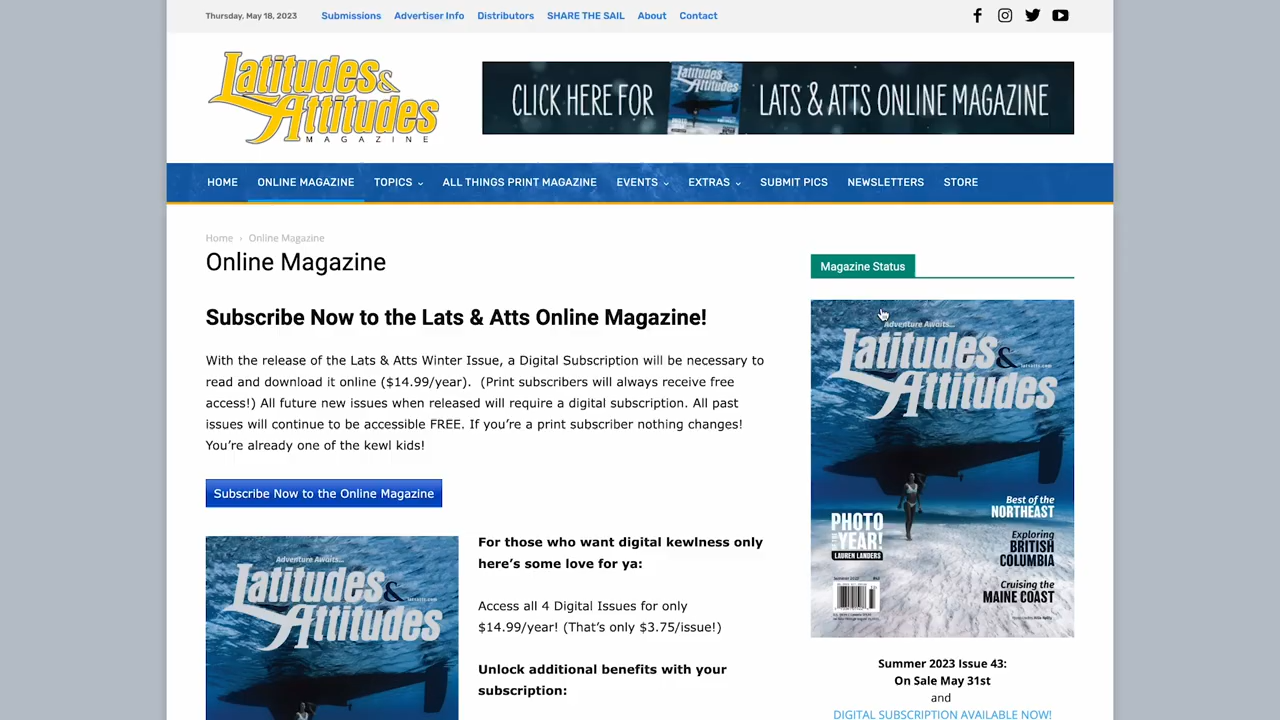 Thursday, May 18, 2023
Submissions
Advertiser Info
Distributors
SHARE THE SAIL
About
Contact
Latitudes & Attitudes
MAGAZINE
CLICK HERE FOR
Latitudes & Attitudes
PHOTO
LATS & ATTS ONLINE MAGAZINE
HOME
ONLINE MAGAZINE
TOPICS
ALL THINGS PRINT MAGAZINE
EVENTS
EXTRAS
SUBMIT PICS
NEWSLETTERS
STORE
Home › Online Magazine
Online Magazine
Subscribe Now to the Lats & Atts Online Magazine!
With the release of the Lats & Atts Winter Issue, a Digital Subscription will be necessary to
read and download it online ($14.99/year).  (Print subscribers will always receive free
access!) All future new issues when released will require a digital subscription. All past
issues will continue to be accessible FREE. If you’re a print subscriber nothing changes!
You’re already one of the kewl kids!
Subscribe Now to the Online Magazine
Adventure Awaits...
Latitudes &
Attitudes
For those who want digital kewlness only
here’s some love for ya:
Access all 4 Digital Issues for only
$14.99/year! (That’s only $3.75/issue!)
Unlock additional benefits with your
subscription:
Magazine Status
Adventure Awaits...
Latitudes &
Attitudes
Best of the
NORTHEAST
PHOTO
YEAR!
LAUREN LANDERS
Exploring
BRITISH
COLUMBIA
Cruising the
MAINE COAST
Summer 2023 Issue 43:
On Sale May 31st
and
DIGITAL SUBSCRIPTION AVAILABLE NOW!